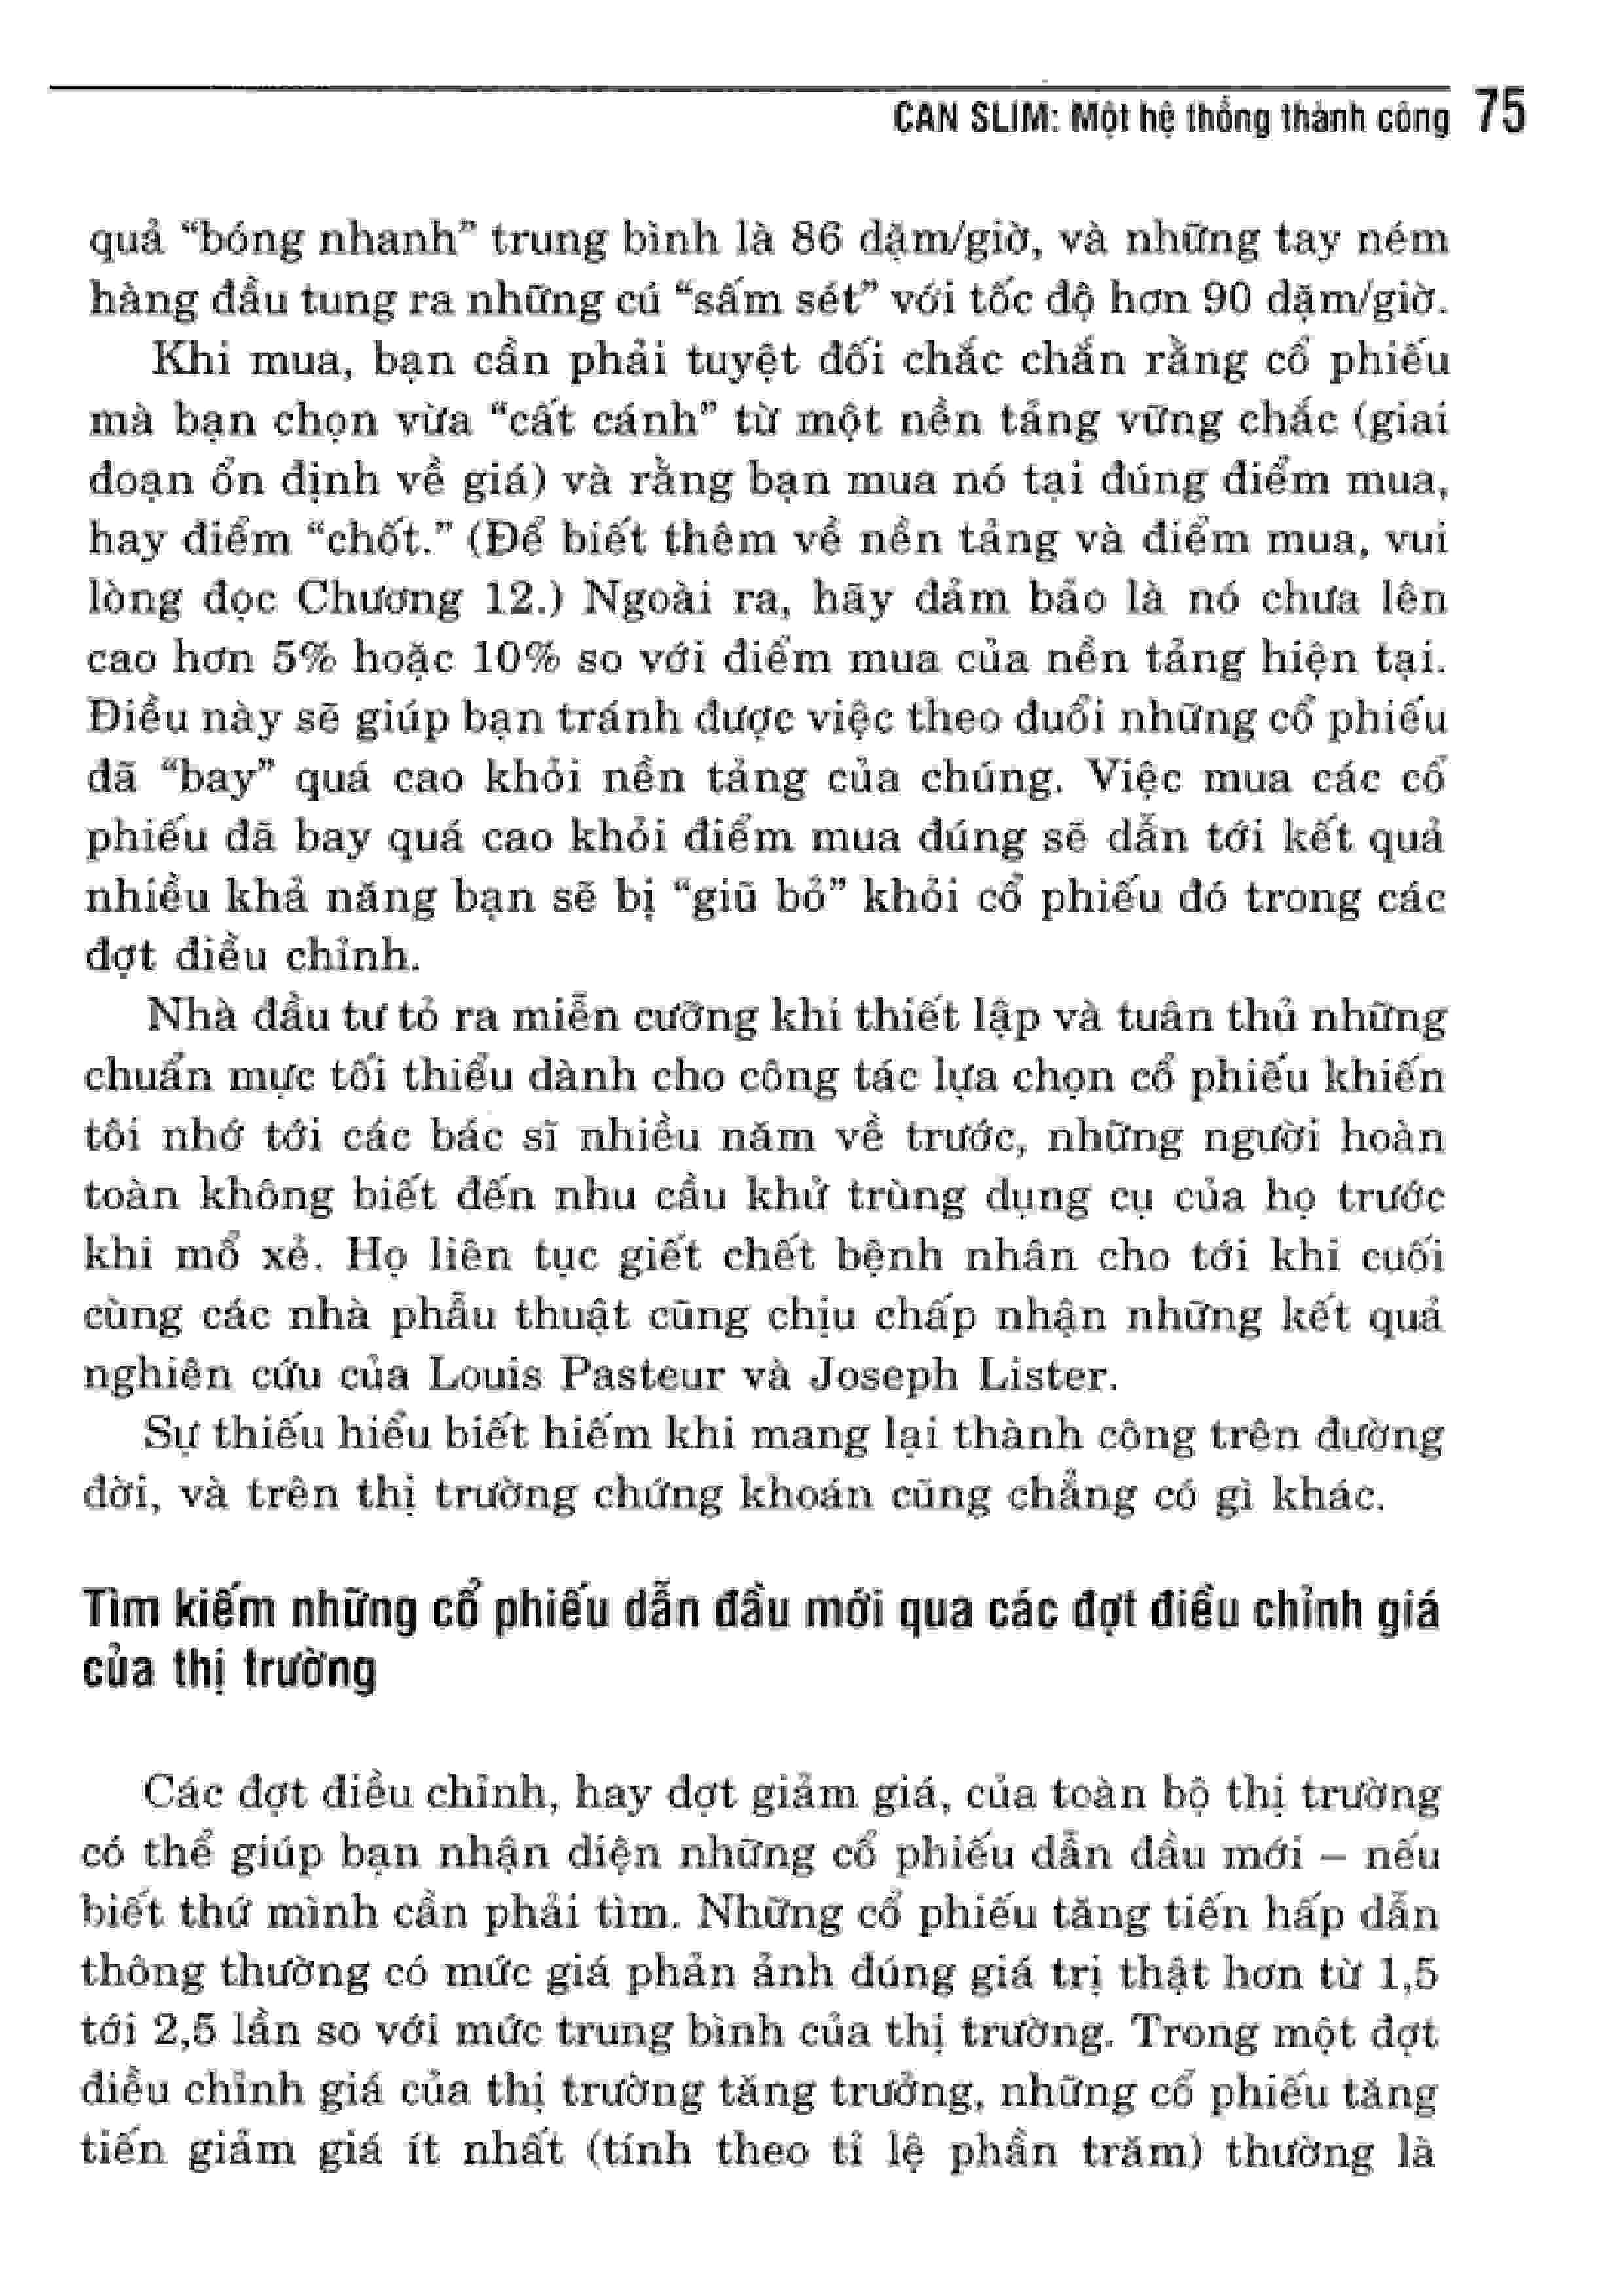 CAN SLIM: Một hệ thống thành công 75
quả “bóng nhanh” trung bình là 86 dặm/giờ, và những tay ném
hàng đầu tung ra những cú “sấm sét” với tốc độ hơn 90 dặm/giờ.
Khi mua, bạn cần phải tuyệt đối chắc chắn rằng cổ phiếu
mà bạn chọn vừa “cất cánh” từ một nền tảng vững chắc (giai
đoạn ổn định về giá) và rằng bạn mua nó tại đúng điểm mua,
hay điểm “chốt.” (Để biết thêm về nền tảng và điểm mua, vui
lòng đọc Chương 12.) Ngoài ra, hãy đảm bảo là nó chưa lên
cao hơn 5% hoặc 10% so với điểm mua của nền tảng hiện tại.
Điều này sẽ giúp bạn tránh được việc theo đuổi những cổ phiếu
đã “bay” quá cao khỏi nền tảng của chúng. Việc mua các cổ
phiếu đã bay quá cao khỏi điểm mua đúng sẽ dẫn tới kết quả
nhiều khả năng bạn sẽ bị “giũ bỏ” khỏi cổ phiếu đó trong các
đợt điều chỉnh.
Nhà đầu tư tỏ ra miễn cưỡng khi thiết lập và tuân thủ những
chuẩn mực tối thiểu dành cho công tác lựa chọn cổ phiếu khiến
tôi nhớ tới các bác sĩ nhiều năm về trước, những người hoàn
toàn không biết đến nhu cầu khử trùng dụng cụ của họ trước
khi mổ xẻ. Họ liên tục giết chết bệnh nhân cho tới khi cuối
cùng các nhà phẫu thuật cũng chịu chấp nhận những kết quả
nghiên cứu của Louis Pasteur và Joseph Lister.
Sự thiếu hiểu biết hiếm khi mang lại thành công trên đường
đời, và trên thị trường chứng khoán cũng chẳng có gì khác.
Tìm kiếm những cổ phiếu dẫn đầu mới qua các đợt điều chỉnh giá
của thị trường
Các đợt điều chỉnh, hay đợt giảm giá, của toàn bộ thị trường
có thể giúp bạn nhận diện những cổ phiếu dẫn đầu mới – nếu
biết thứ mình cần phải tìm. Những cổ phiếu tăng tiến hấp dẫn
thông thường có mức giá phản ảnh đúng giá trị thật hơn từ 1,5
tới 2,5 lần so với mức trung bình của thị trường. Trong một đợt
điều chỉnh giá của thị trường tăng trưởng, những cổ phiếu tăng
tiến giảm giá ít nhất (tính theo tỉ lệ phần trăm) thường là